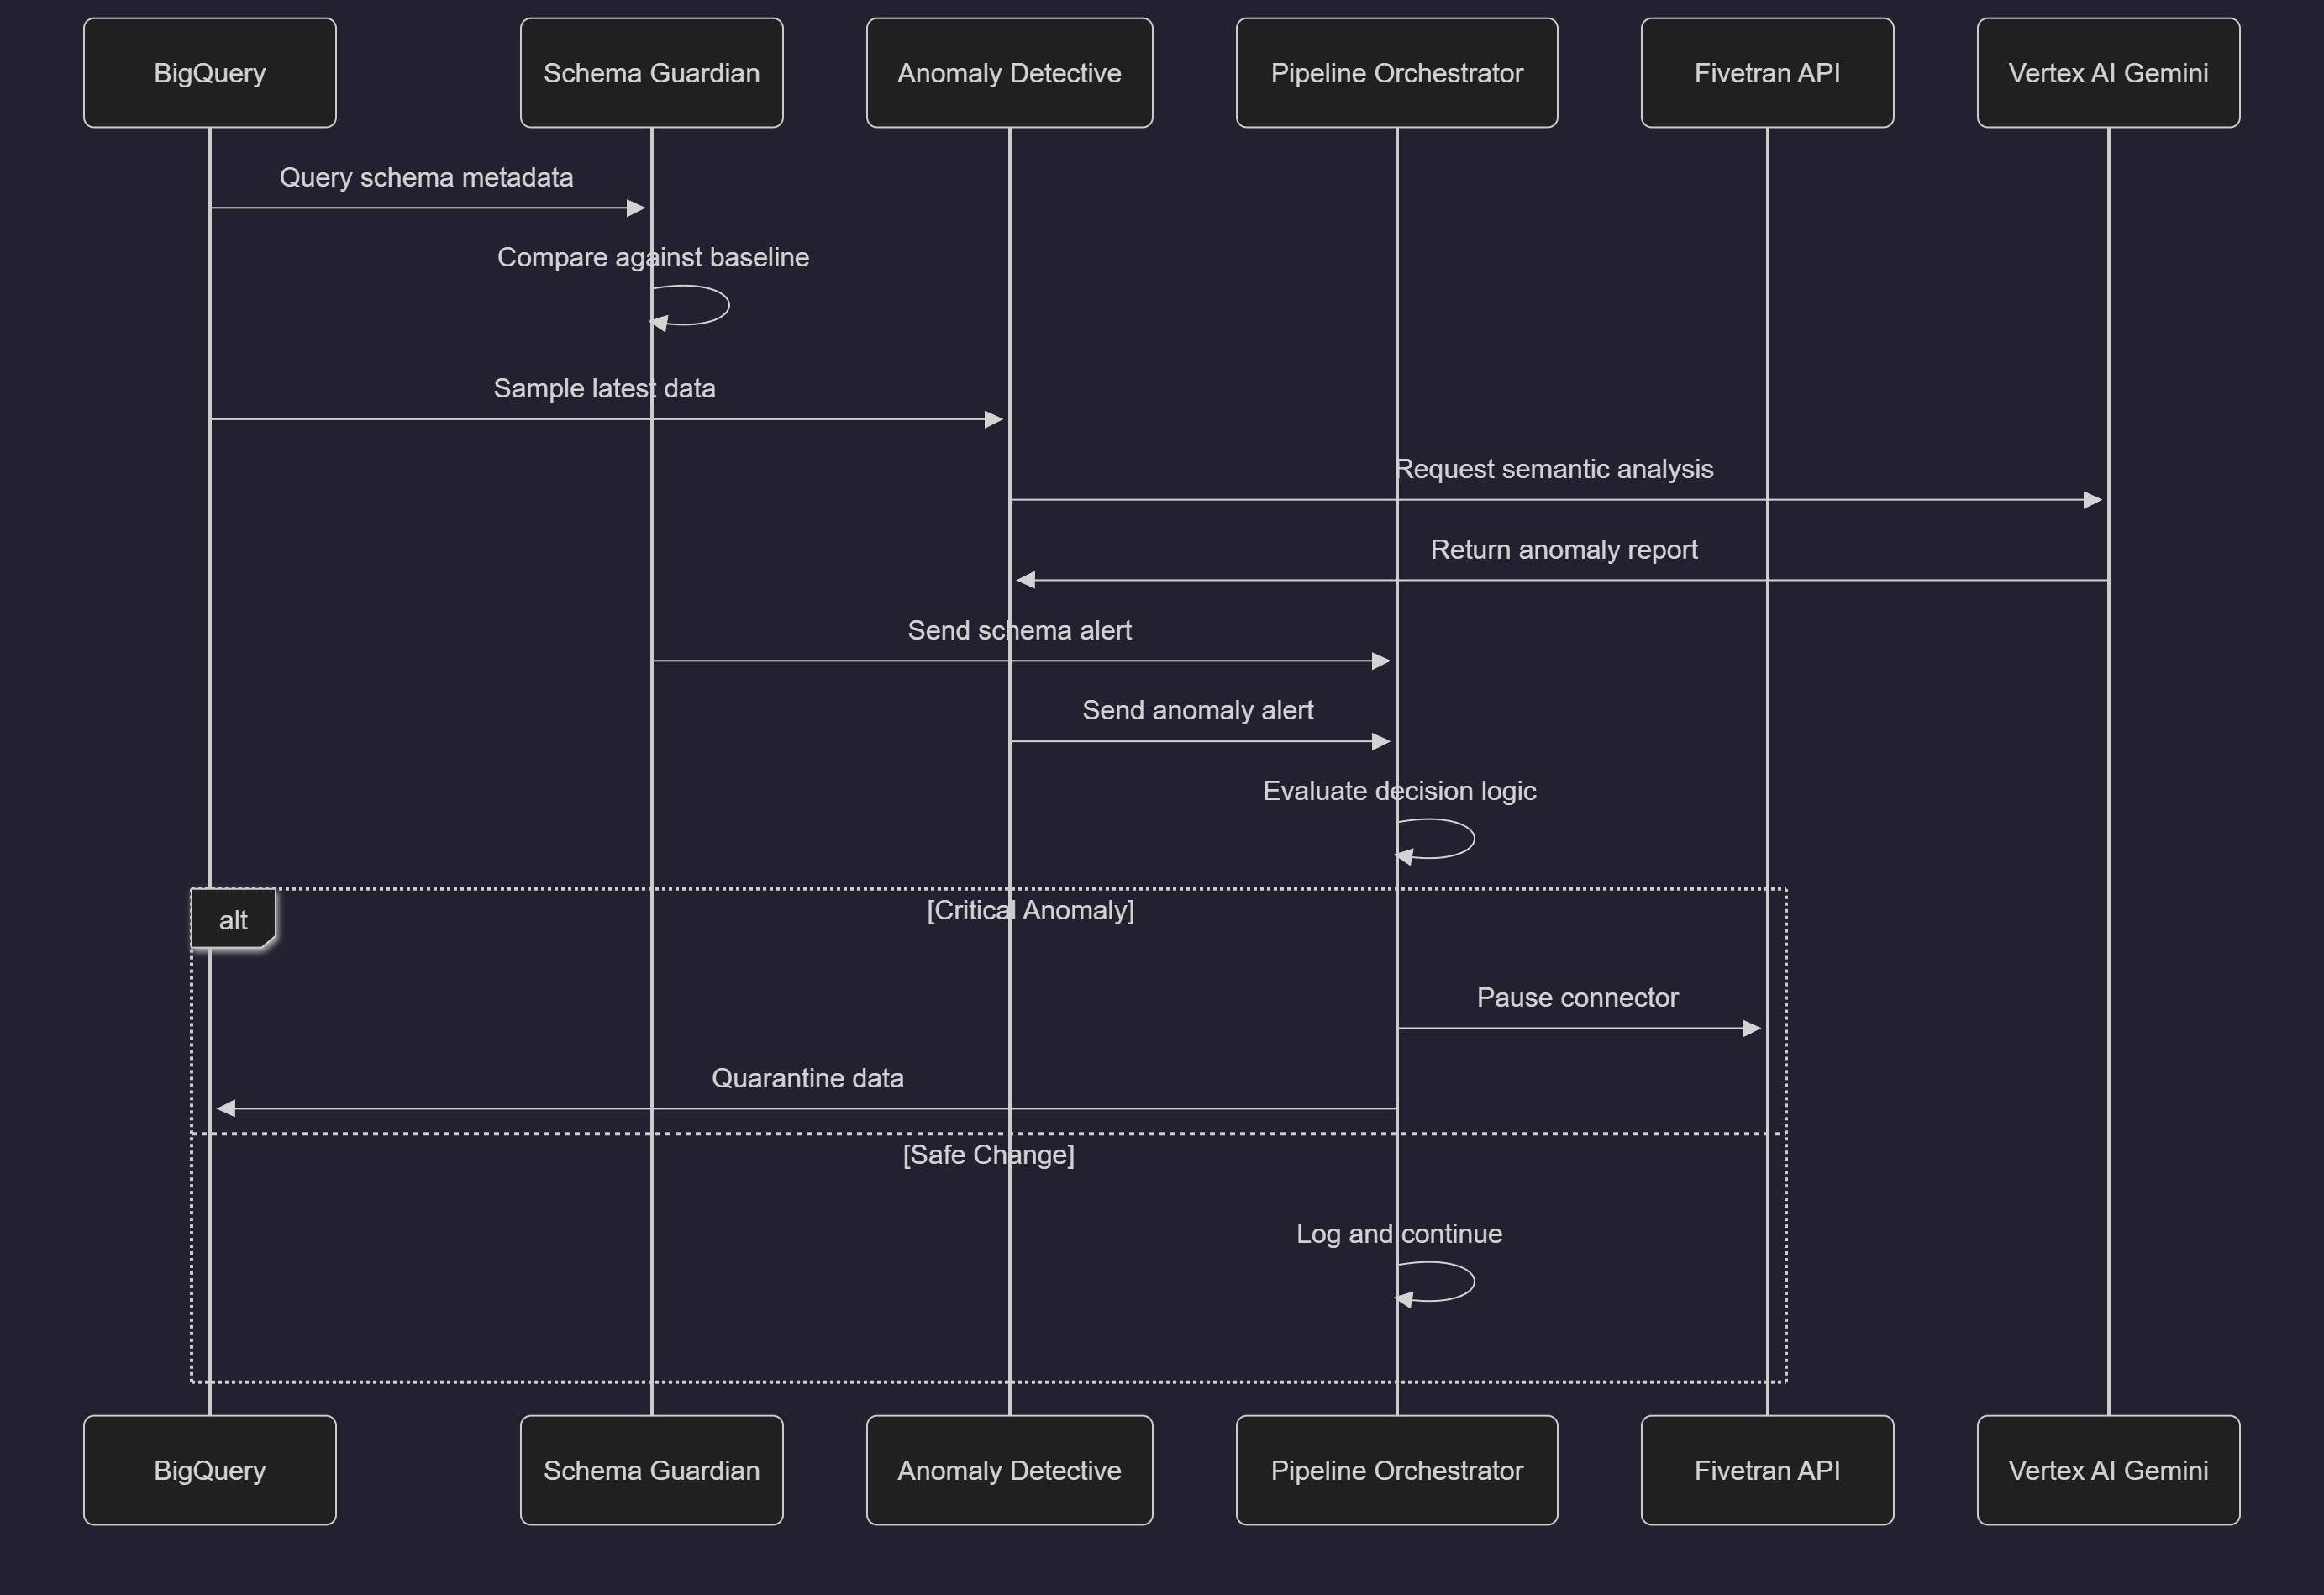 BigQuery
Schema Guardian
Anomaly Detective
Pipeline Orchestrator
Fivetran API
Vertex AI Gemini
Query schema metadata
Compare against baseline
Sample latest data
Request semantic analysis
Return anomaly report
Send schema alert
Send anomaly alert
Evaluate decision logic
alt
[Critical Anomaly]
Pause connector
Quarantine data
[Safe Change]
Log and continue
BigQuery
Schema Guardian
Anomaly Detective
Pipeline Orchestrator
Fivetran API
Vertex AI Gemini